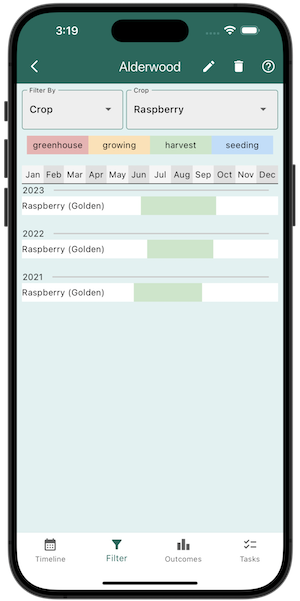 3:19
Alderwood
Filter By
Crop
Crop
Raspberry
greenhouse growing harvest seeding
Jan Feb Mar Apr May Jun Jul Aug Sep Oct Nov Dec
2023
Raspberry (Golden)
2022
Raspberry (Golden)
2021
Raspberry (Golden)
Timeline Filter Outcomes Tasks